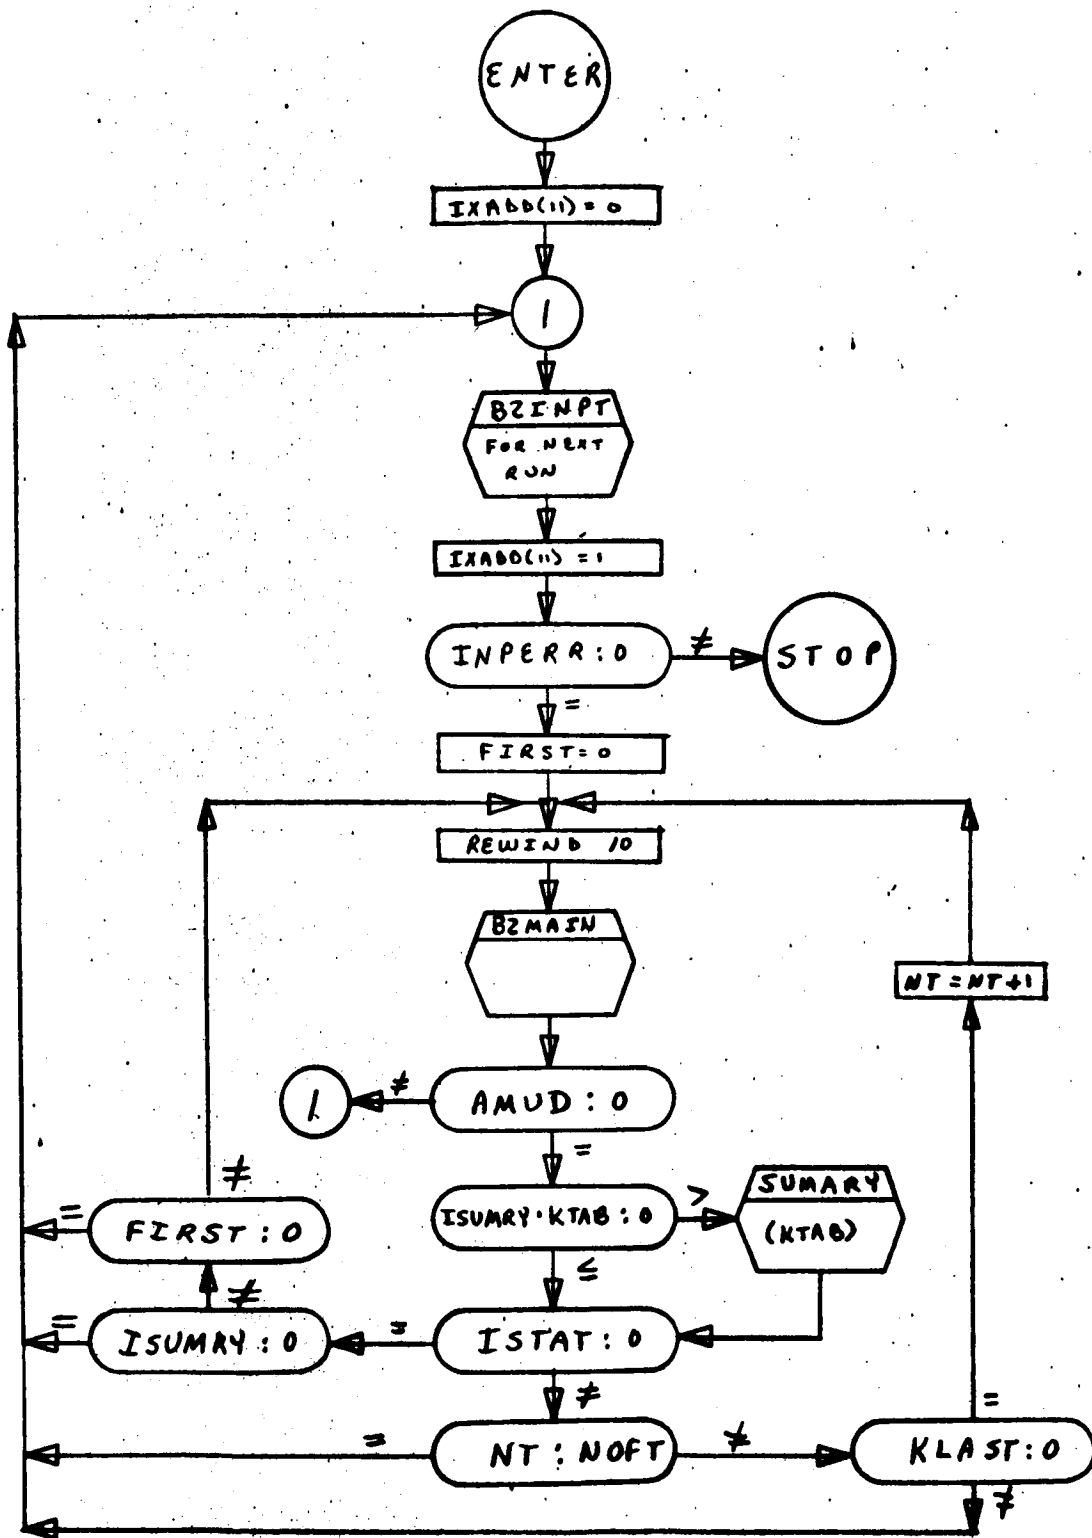 ENTER
IXADD(11) = 0
1
BZINPT
FOR NEXT
RUN
IXADD(11) = 1
INPERR : 0
≠
STOP
=
FIRST = 0
REWIND 10
BZMAIN
NT = NT + 1
1
≠
AMUD : 0
=
≠
=
FIRST : 0
ISUMRY · KTAB : 0
>
SUMARY
(KTAB)
≤
≠
=
ISUMRY : 0
=
ISTAT : 0
≠
=
=
NT : NOFT
≠
KLAST : 0
≠